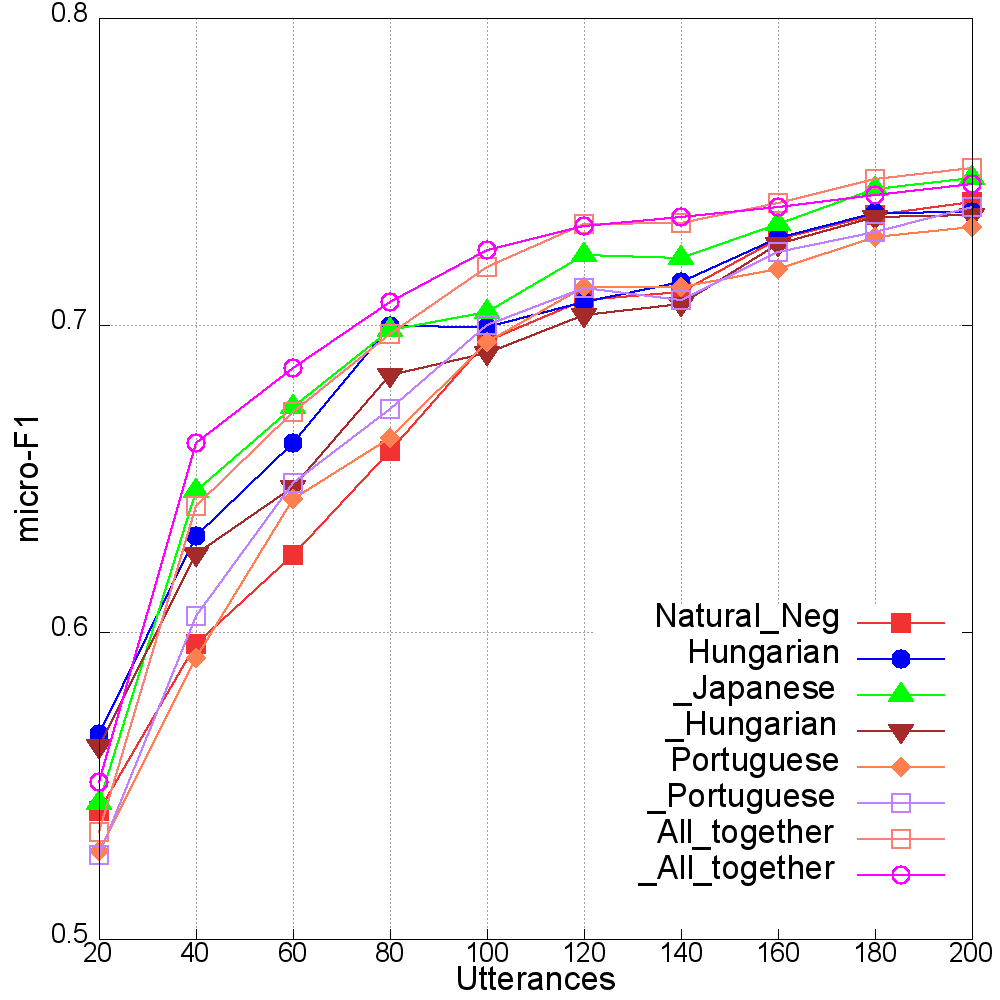 0.8
0.7
0.6
0.5
micro-F1
Natural_Neg
Hungarian
_Japanese
_Hungarian
Portuguese
_Portuguese
All_together
_All_together
20 40 60 80 100 120 140 160 180 200
Utterances